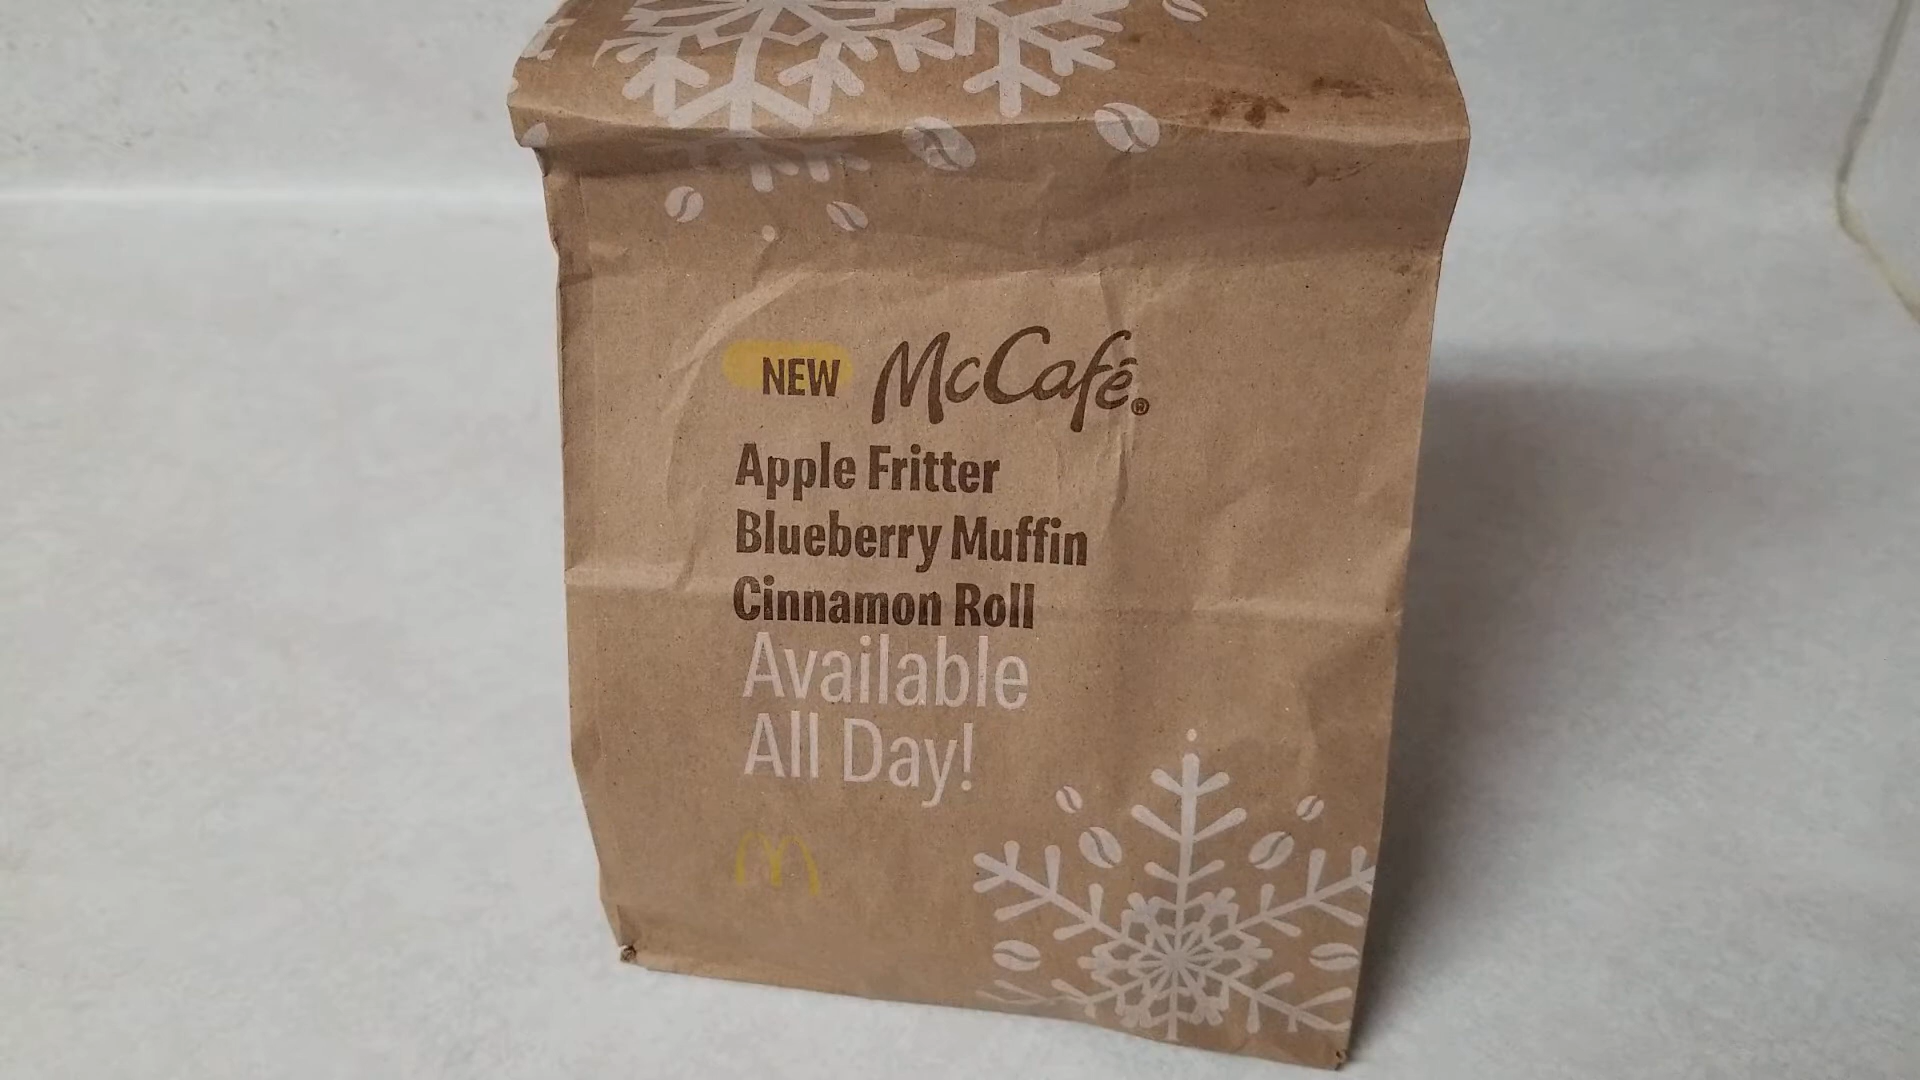 NEW McCafé®
Apple Fritter
Blueberry Muffin
Cinnamon Roll
Available
All Day!